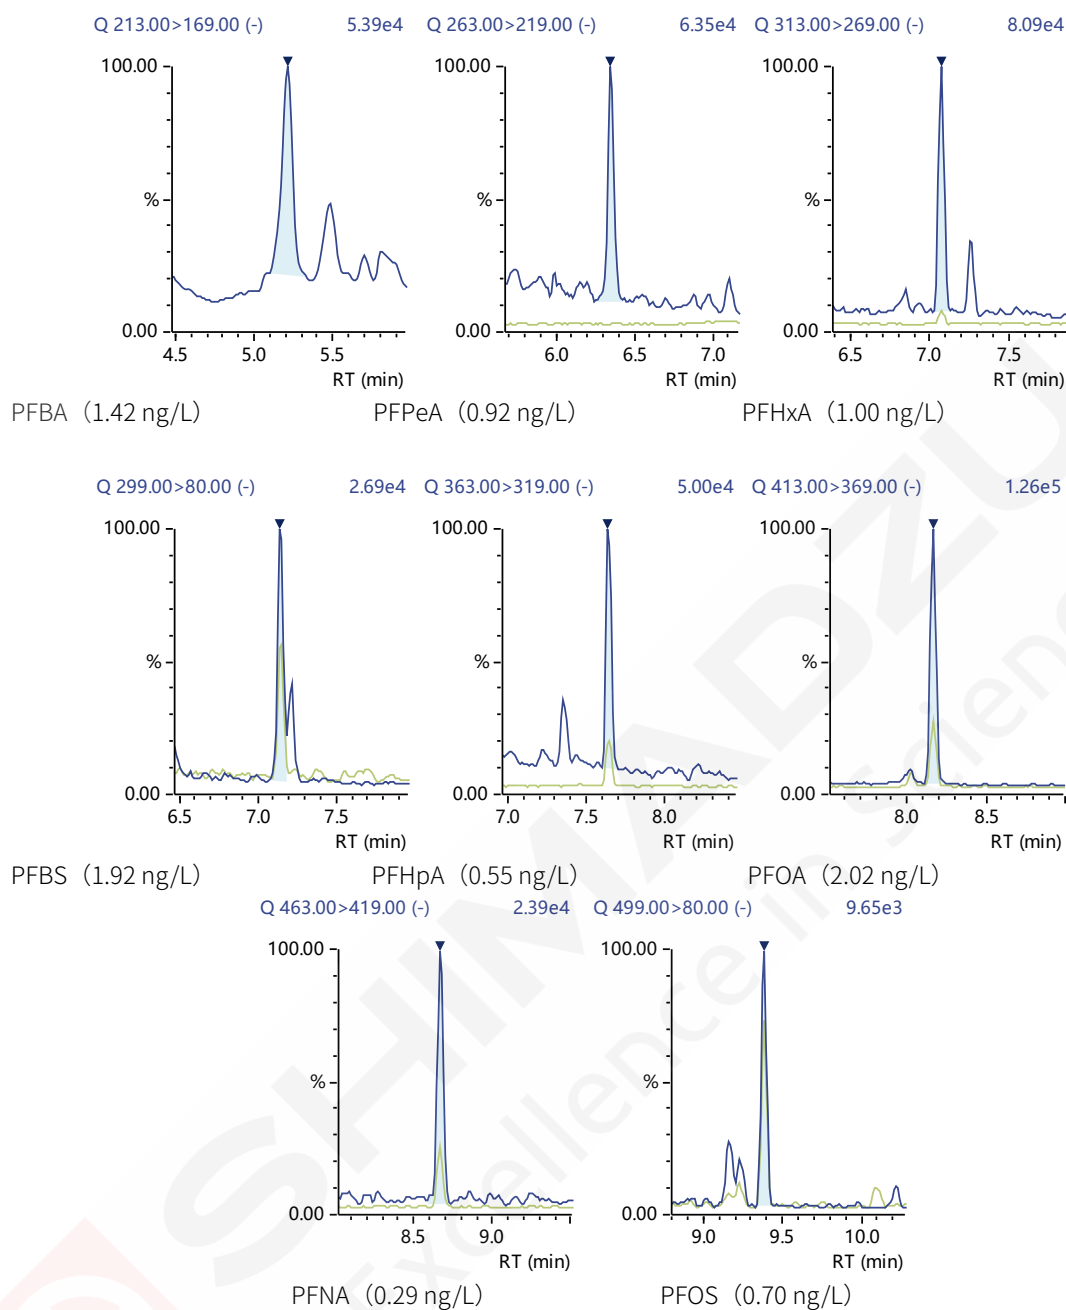 Q 213.00>169.00 (-) 5.39e4 Q 263.00>219.00 (-) 6.35e4 Q 313.00>269.00 (-) 8.09e4
100.00 100.00 100.00
% % %
0.00 0.00 0.00
4.5 5.0 5.5 6.0 6.5 7.0 6.5 7.0 7.5
RT (min) RT (min) RT (min)
PFBA（1.42 ng/L） PFPeA（0.92 ng/L） PFHxA（1.00 ng/L）
Q 299.00>80.00 (-) 2.69e4 Q 363.00>319.00 (-) 5.00e4 Q 413.00>369.00 (-) 1.26e5
100.00 100.00 100.00
% % %
0.00 0.00 0.00
6.5 7.0 7.5 7.0 7.5 8.0 8.0 8.5
RT (min) RT (min) RT (min)
PFBS（1.92 ng/L） PFHpA（0.55 ng/L） PFOA（2.02 ng/L）
Q 463.00>419.00 (-) 2.39e4 Q 499.00>80.00 (-) 9.65e3
100.00 100.00
% %
0.00 0.00
8.5 9.0 9.0 9.5 10.0
RT (min) RT (min)
PFNA（0.29 ng/L） PFOS（0.70 ng/L）
SHIMADZU
Excellence in Science